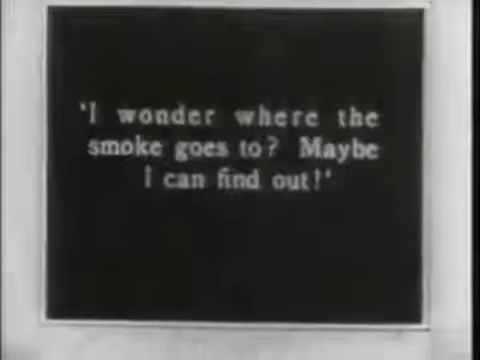 'I wonder where the
smoke goes to? Maybe
I can find out!'